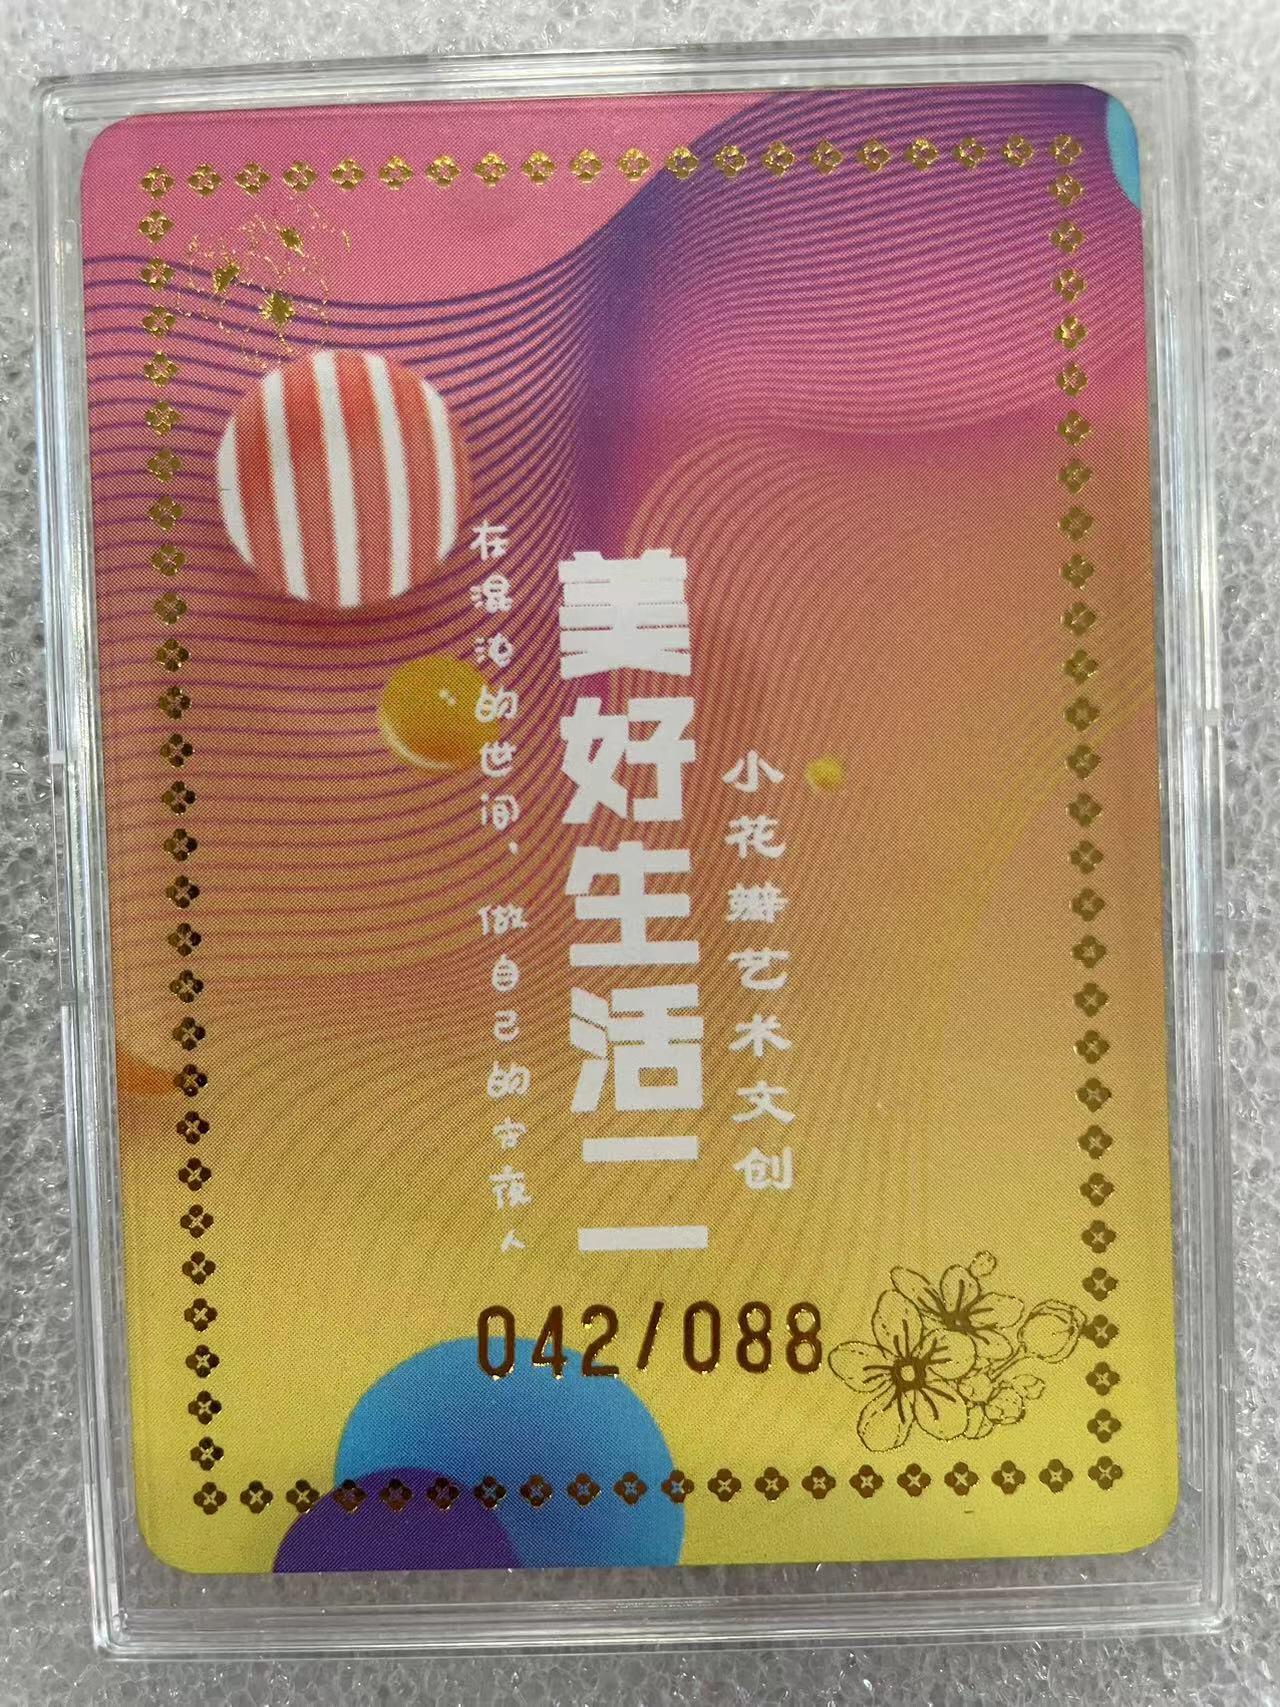 小花瓣艺术文创
美好生活二
在混沌的世间，做自己的守夜人
042/088